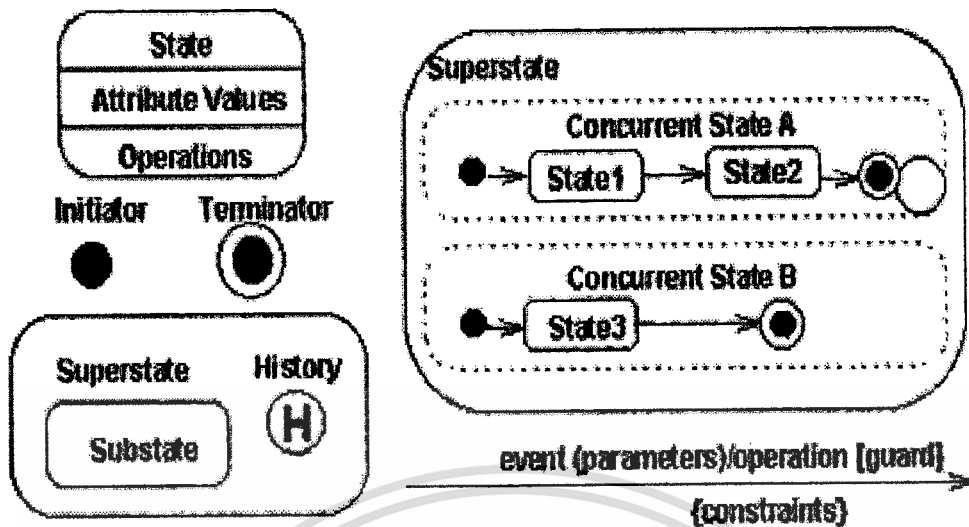 State
Attribute Values
Operations
Initiator
Terminator
Superstate
History
Substate
H
Superstate
Concurrent State A
State1
State2
Concurrent State B
State3
event (parameters)/operation [guard]
{constraints}